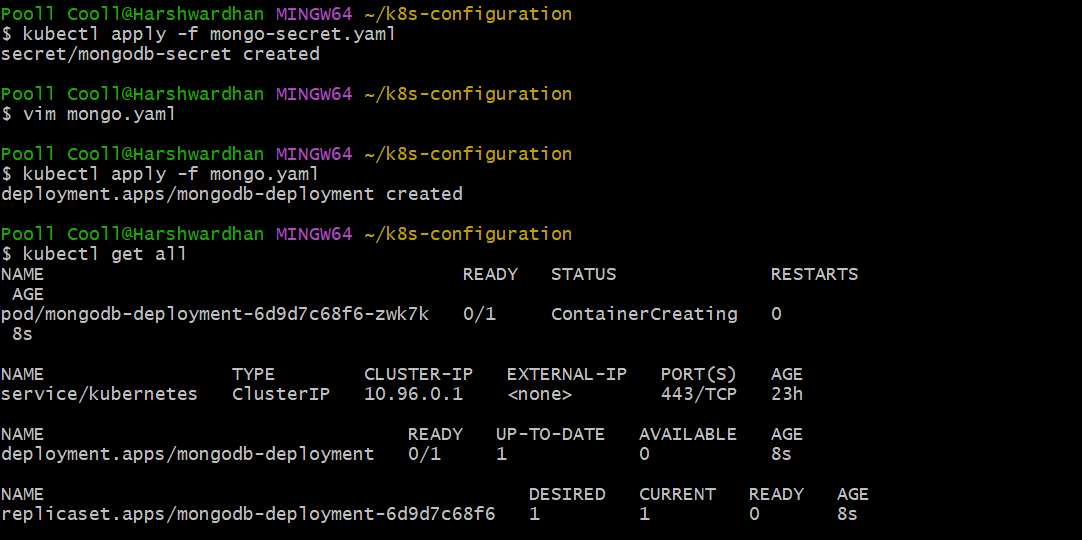 Pooll Cooll@Harshwardhan MINGW64 ~/k8s-configuration
$ kubectl apply -f mongo-secret.yaml
secret/mongodb-secret created
Pooll Cooll@Harshwardhan MINGW64 ~/k8s-configuration
$ vim mongo.yaml
Pooll Cooll@Harshwardhan MINGW64 ~/k8s-configuration
$ kubectl apply -f mongo.yaml
deployment.apps/mongodb-deployment created
Pooll Cooll@Harshwardhan MINGW64 ~/k8s-configuration
$ kubectl get all
NAME READY STATUS RESTARTS
AGE
pod/mongodb-deployment-6d9d7c68f6-zwk7k 0/1 ContainerCreating 0
8s
NAME TYPE CLUSTER-IP EXTERNAL-IP PORT(S) AGE
service/kubernetes ClusterIP 10.96.0.1 <none> 443/TCP 23h
NAME READY UP-TO-DATE AVAILABLE AGE
deployment.apps/mongodb-deployment 0/1 1 0 8s
NAME DESIRED CURRENT READY AGE
replicaset.apps/mongodb-deployment-6d9d7c68f6 1 1 0 8s